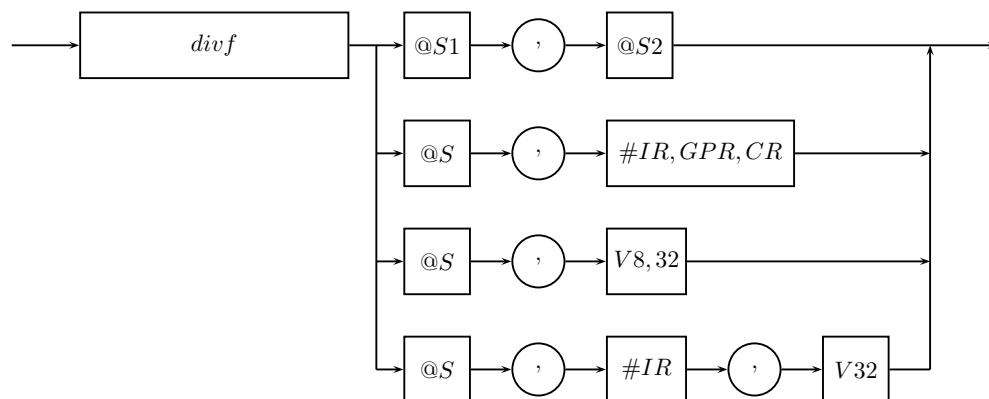 divf @S1 , @S2
@S , #IR, GPR, CR
@S , V8, 32
@S , #IR , V32